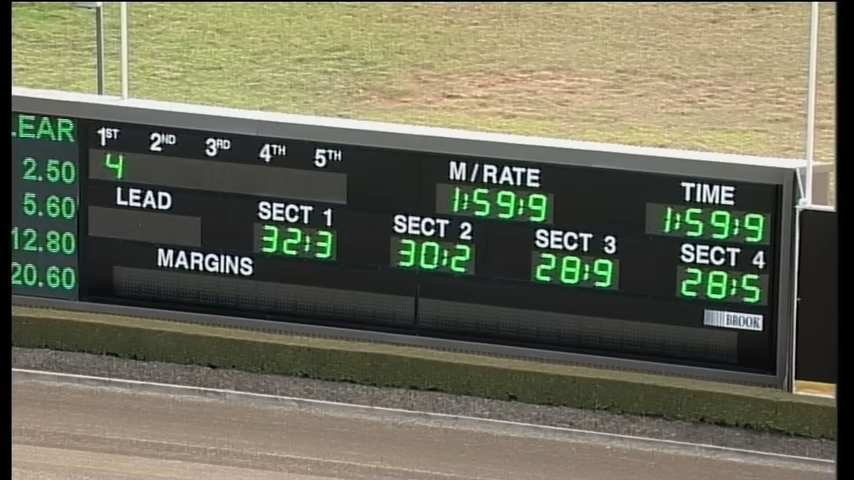 .EAR 1ST 2ND 3RD 4TH 5TH M/RATE TIME
2.50 4 1:59:9 1:59:9
5.60 LEAD SECT 1 SECT 2 SECT 3 SECT 4
12.80 32:3 30:2 28:9 28:5
20.60 MARGINS
BROOK